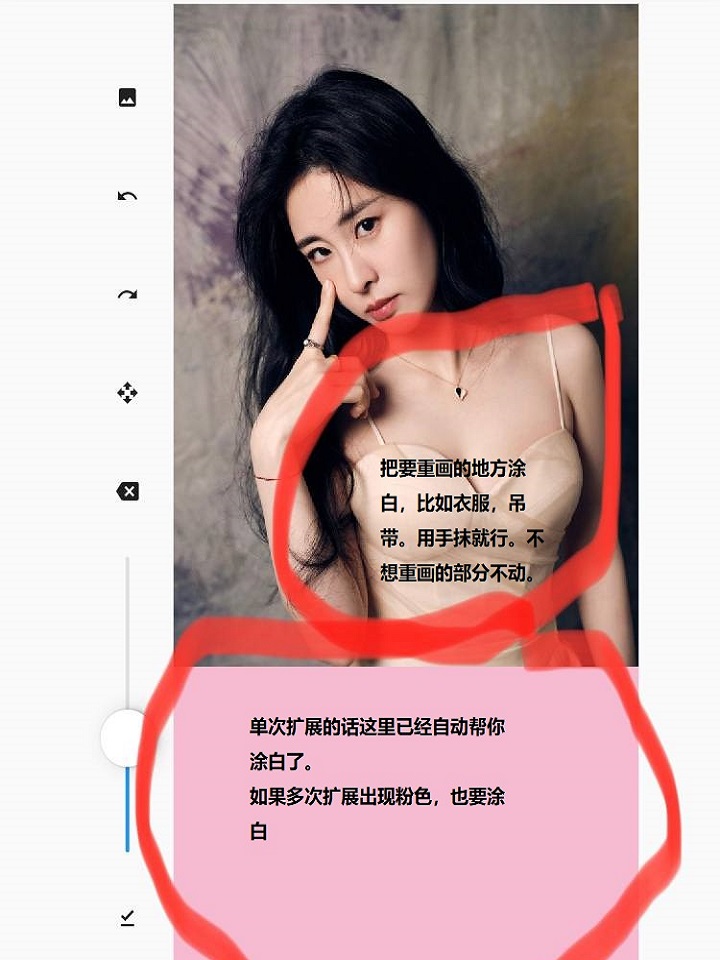 把要重画的地方涂
白，比如衣服，吊
带。用手抹就行。不
想重画的部分不动。
单次扩展的话这里已经自动帮你
涂白了。
如果多次扩展出现粉色，也要涂
白